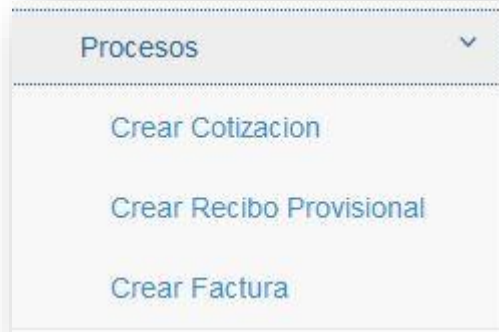 Procesos
Crear Cotizacion
Crear Recibo Provisional
Crear Factura